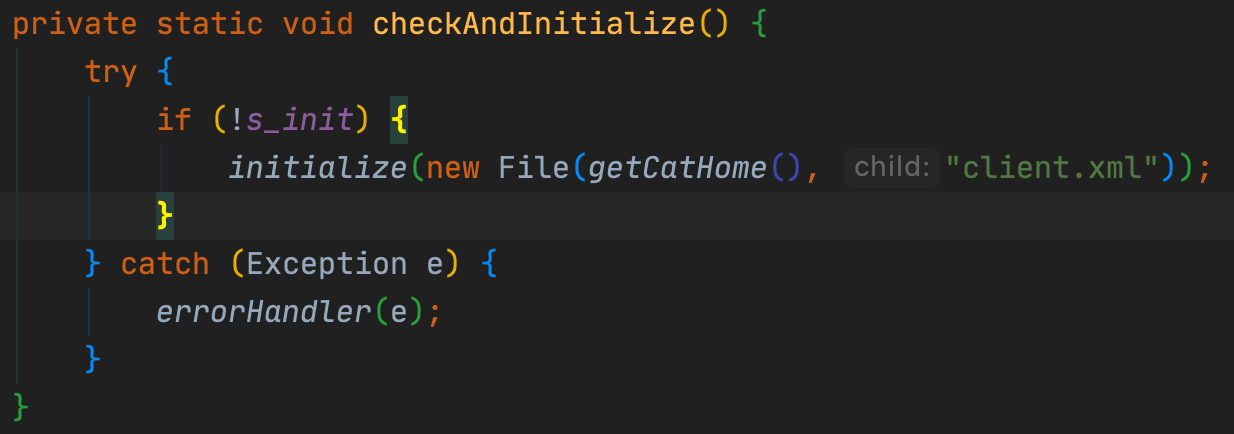 private static void checkAndInitialize() {
    try {
        if (!s_init) {
            initialize(new File(getCatHome(), child: "client.xml"));
        }
    } catch (Exception e) {
        errorHandler(e);
    }
}